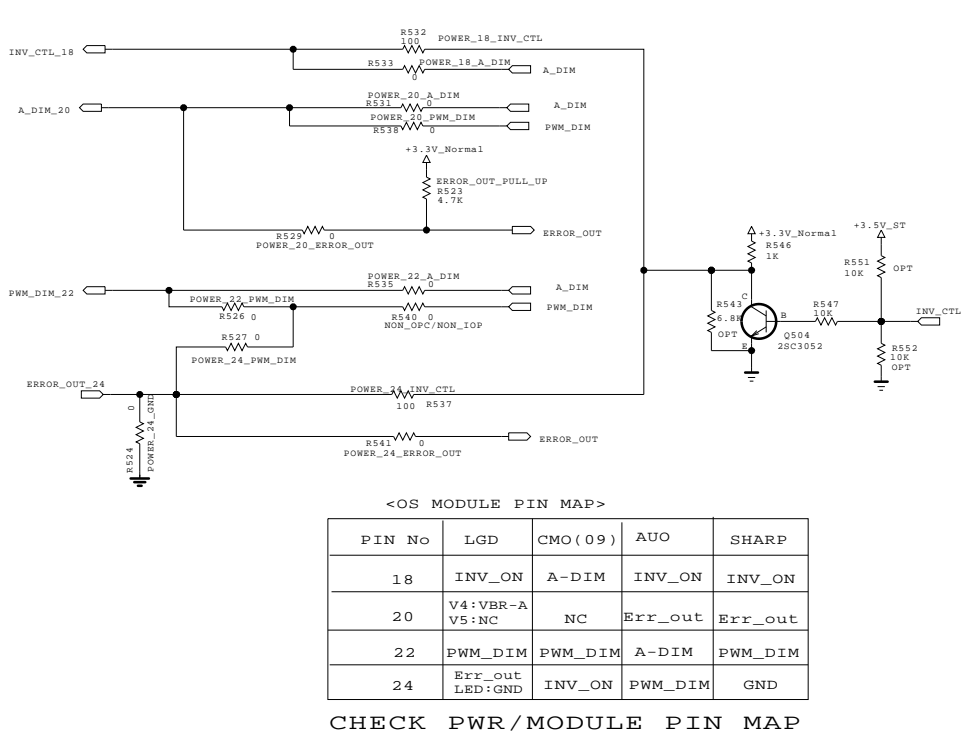 R532
100
POWER_18_INV_CTL
INV_CTL_18
R533
0
POWER_18_A_DIM
A_DIM
POWER_20_A_DIM
R531
0
A_DIM
A_DIM_20
POWER_20_PWM_DIM
R538
0
PWM_DIM
+3.3V_Normal
ERROR_OUT_PULL_UP
R523
4.7K
R529
0
POWER_20_ERROR_OUT
ERROR_OUT
+3.3V_Normal
R546
1K
+3.5V_ST
R551
10K
OPT
POWER_22_A_DIM
R535
0
A_DIM
PWM_DIM_22
POWER_22_PWM_DIM
R526
0
R540
0
NON_OPC/NON_IOP
PWM_DIM
R543
6.8K
OPT
C
B
E
Q504
2SC3052
R547
10K
INV_CTL
R552
10K
OPT
R527
0
POWER_24_PWM_DIM
ERROR_OUT_24
POWER_24_INV_CTL
100
R537
0
R524
POWER_24_GND
R541
0
POWER_24_ERROR_OUT
ERROR_OUT
<OS MODULE PIN MAP>
PIN No LGD CMO(09) AUO SHARP
18 INV_ON A-DIM INV_ON INV_ON
20 V4:VBR-A V5:NC NC Err_out Err_out
22 PWM_DIM PWM_DIM A-DIM PWM_DIM
24 Err_out LED:GND INV_ON PWM_DIM GND
CHECK PWR/MODULE PIN MAP